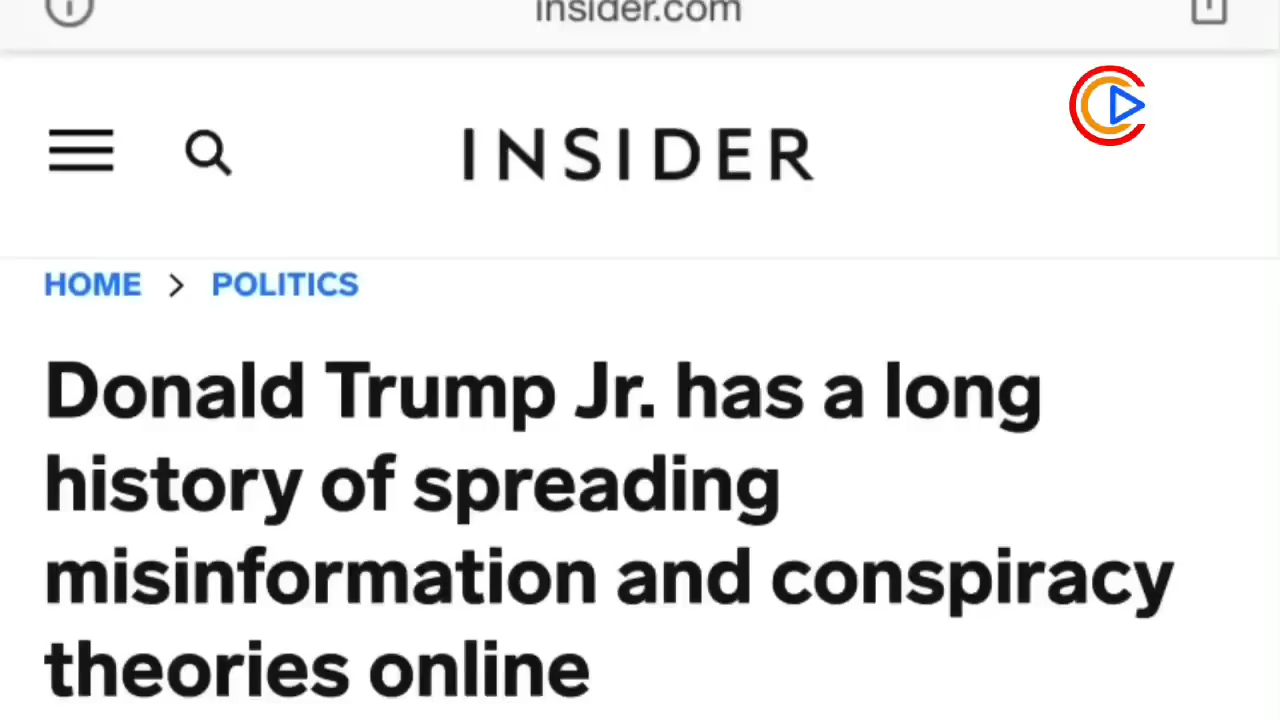 insider.com
INSIDER
HOME > POLITICS
Donald Trump Jr. has a long
history of spreading
misinformation and conspiracy
theories online